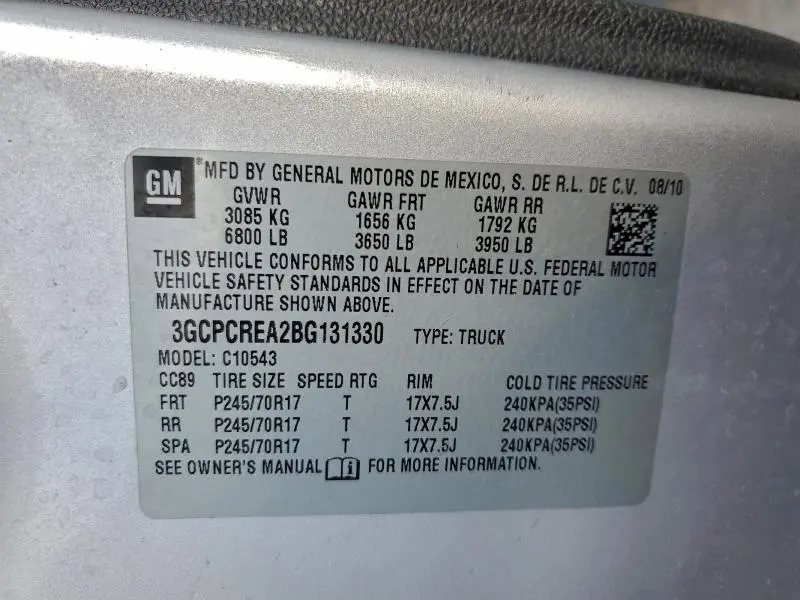 GM
*MFD BY GENERAL MOTORS DE MEXICO, S. DE R.L. DE C.V. 08/10
GVWR GAWR FRT GAWR RR
3085 KG 1656 KG 1792 KG
6800 LB 3650 LB 3950 LB
THIS VEHICLE CONFORMS TO ALL APPLICABLE U.S. FEDERAL MOTOR
VEHICLE SAFETY STANDARDS IN EFFECT ON THE DATE OF
MANUFACTURE SHOWN ABOVE.
3GCPCREA2BG131330 TYPE: TRUCK
MODEL: C10543
CC89 TIRE SIZE SPEED RTG RIM COLD TIRE PRESSURE
FRT P245/70R17 T 17X7.5J 240KPA(35PSI)
RR P245/70R17 T 17X7.5J 240KPA(35PSI)
SPA P245/70R17 T 17X7.5J 240KPA(35PSI)
SEE OWNER'S MANUAL FOR MORE INFORMATION.